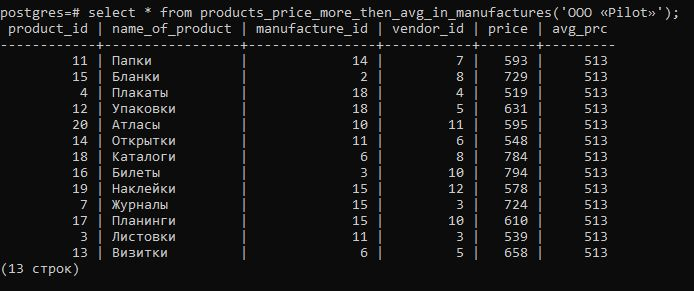 postgres=# select * from products_price_more_then_avg_in_manufactures('ООО «Pilot»');
product_id | name_of_product | manufacture_id | vendor_id | price | avg_prc
------------+-----------------+----------------+-----------+-------+---------
11 | Папки | 14 | 7 | 593 | 513
15 | Бланки | 2 | 8 | 729 | 513
4 | Плакаты | 18 | 4 | 519 | 513
12 | Упаковки | 18 | 5 | 631 | 513
20 | Атласы | 10 | 11 | 595 | 513
14 | Открытки | 11 | 6 | 548 | 513
18 | Каталоги | 6 | 8 | 784 | 513
16 | Билеты | 3 | 10 | 794 | 513
19 | Наклейки | 15 | 12 | 578 | 513
7 | Журналы | 15 | 3 | 724 | 513
17 | Планинги | 15 | 10 | 610 | 513
3 | Листовки | 11 | 3 | 539 | 513
13 | Визитки | 6 | 5 | 658 | 513
(13 строк)